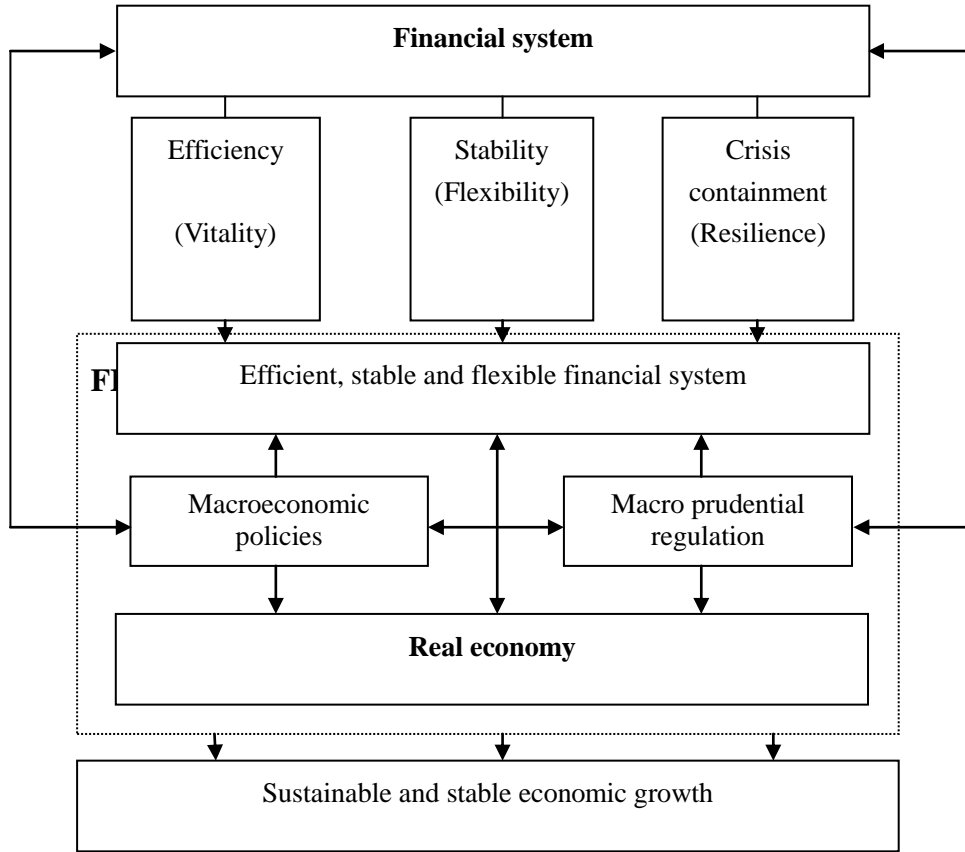 Financial system
Efficiency
(Vitality)
Stability
(Flexibility)
Crisis
containment
(Resilience)
Efficient, stable and flexible financial system
Macroeconomic
policies
Macro prudential
regulation
Real economy
Sustainable and stable economic growth